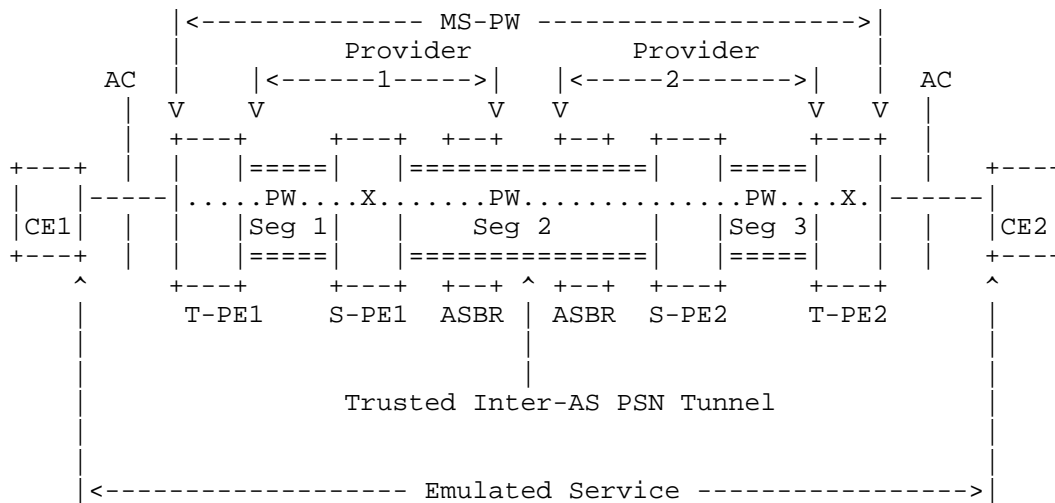 |<-------------- MS-PW --------------------->|
|         Provider         Provider         |
AC  |    |<------1----->|   |<-----2------->|   |  AC
|  V    V              V   V               V   V  |
|  +---+     +---+  +--+   +--+  +---+     +---+  |
+---+  |  |   |=====|   |===============|   |=====|   |  |  +---+
|   |-----|.....PW....X.......PW..............PW....X.|------|
|CE1|  |  |   |Seg 1|   |    Seg 2      |   |Seg 3|   |  |  |CE2
+---+  |  |   |=====|   |===============|   |=====|   |  |  +---+
^     +---+     +---+  +--+ ^ +--+  +---+     +---+     ^
|     T-PE1     S-PE1  ASBR | ASBR  S-PE2     T-PE2     |
Trusted Inter-AS PSN Tunnel
|<------------------ Emulated Service ----------------->|